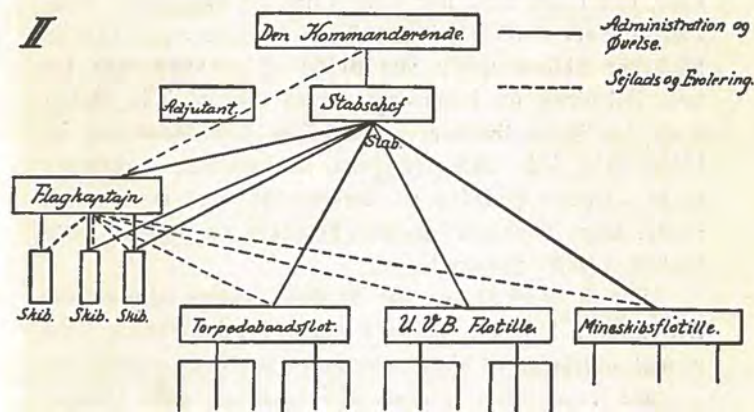 II
Den Kommanderende.
Administration og
Øvelse.
Sejlads og Evolering.
Adjutant.
Stabschef
Stab.
Flagkaptajn
Skib. Skib. Skib.
Torpedobaadsflot.
U.V.B. Flotille.
Mineskibsflotille.